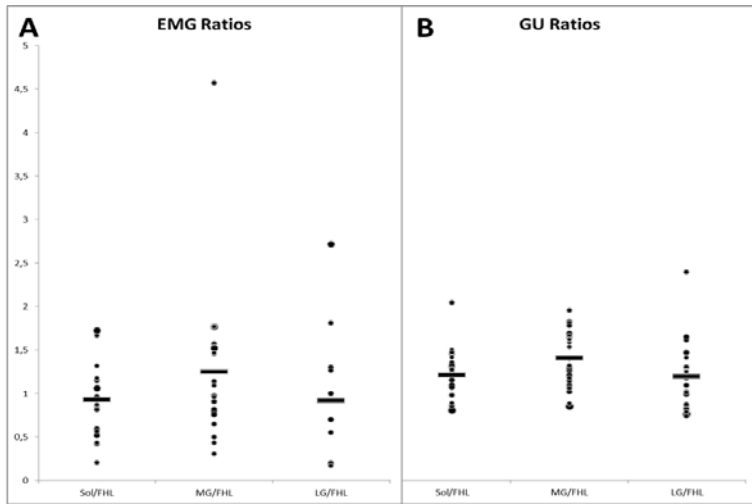 A EMG Ratios
B GU Ratios
5
4,5
4
3,5
3
2,5
2
1,5
1
0,5
0
Sol/FHL MG/FHL LG/FHL
Sol/FHL MG/FHL LG/FHL